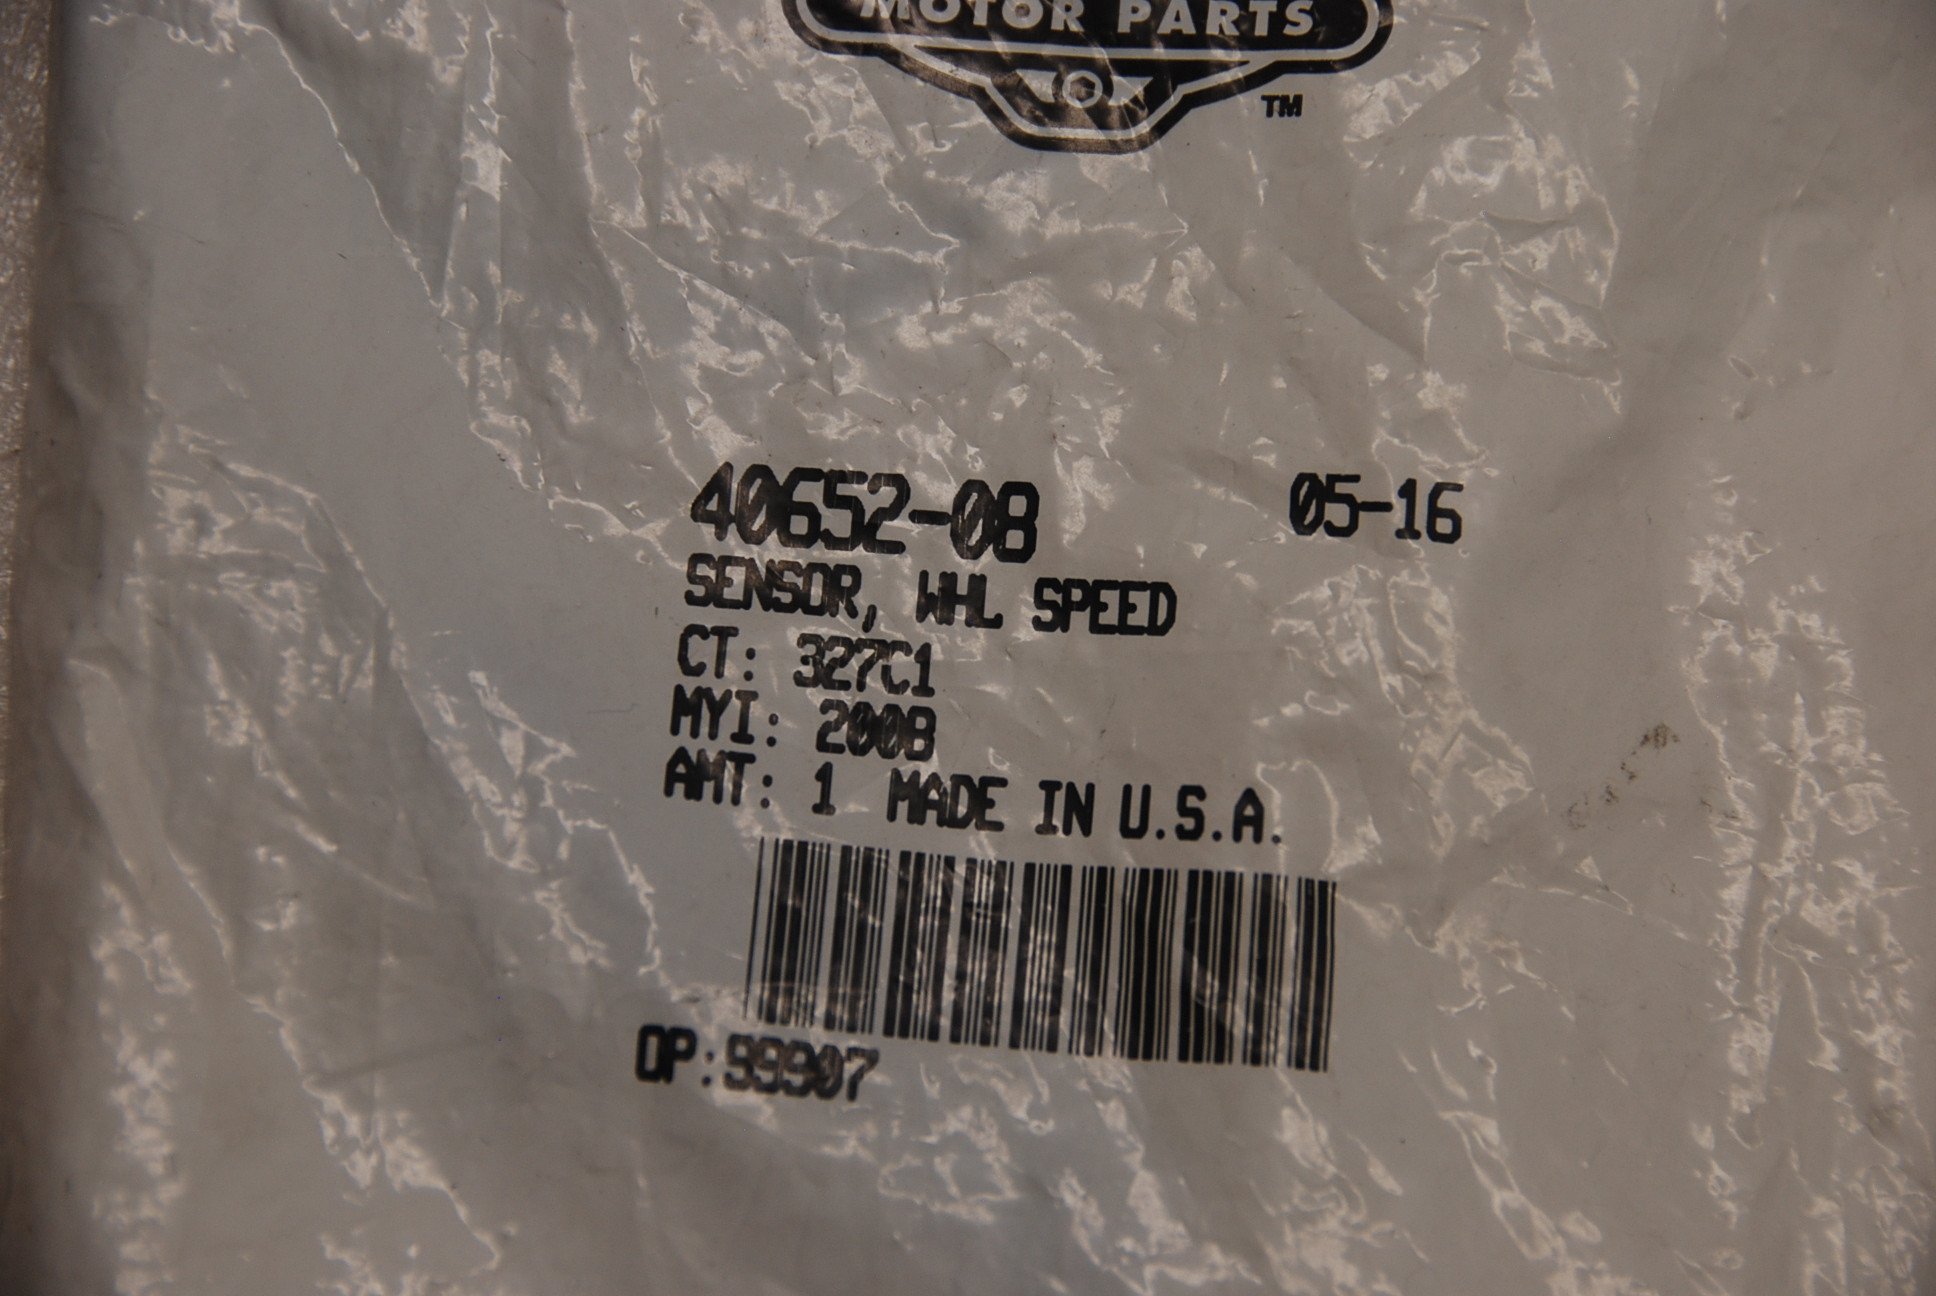 MOTOR PARTS
TM
40652-08 05-16
SENSOR, WHL SPEED
CT: 327C1
MYI: 2008
AMT: 1 MADE IN U.S.A.
OP:99907